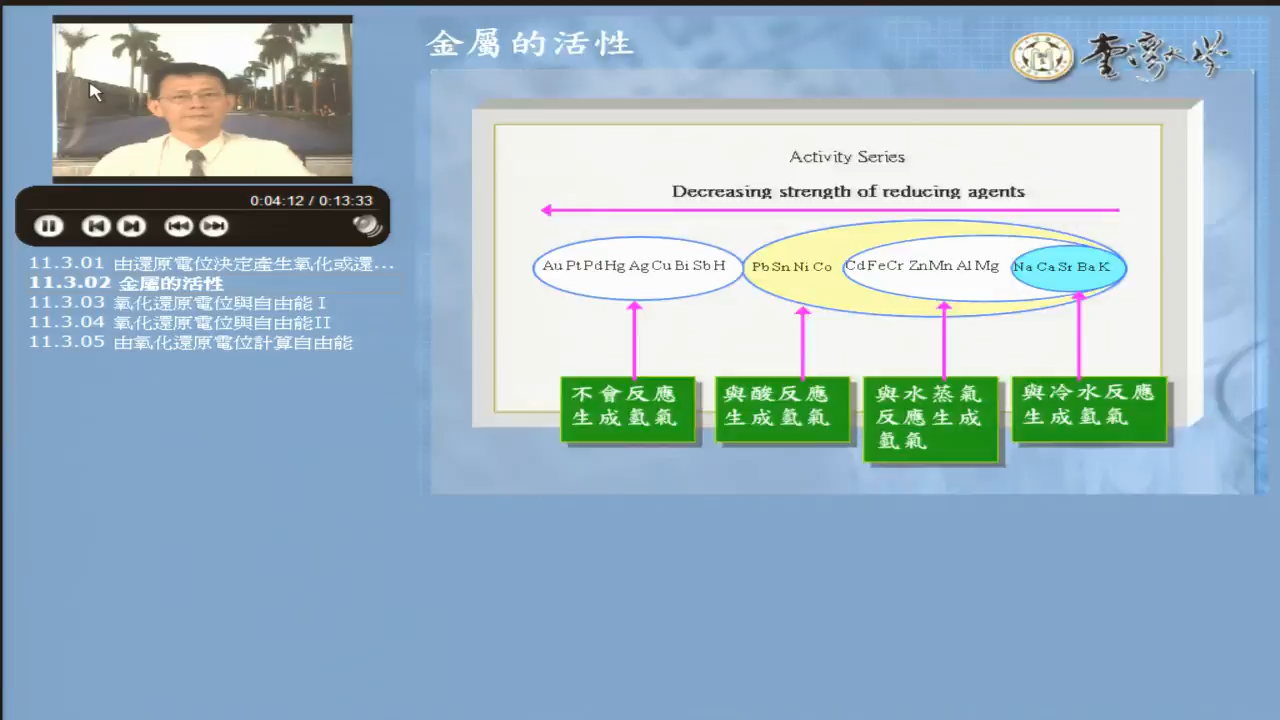 金屬的活性
臺灣大學
Activity Series
Decreasing strength of reducing agents
Au Pt Pd Hg Ag Cu Bi Sb H
Pb Sn Ni Co
Cd Fe Cr Zn Mn Al Mg
Na Ca Sr Ba K
不會反應
生成氫氣
與酸反應
生成氫氣
與水蒸氣
反應生成
氫氣
與冷水反應
生成氫氣
0:04:12 / 0:13:33
11.3.01 由還原電位決定產生氧化或還...
11.3.02 金屬的活性
11.3.03 氧化還原電位與自由能 I
11.3.04 氧化還原電位與自由能II
11.3.05 由氧化還原電位計算自由能